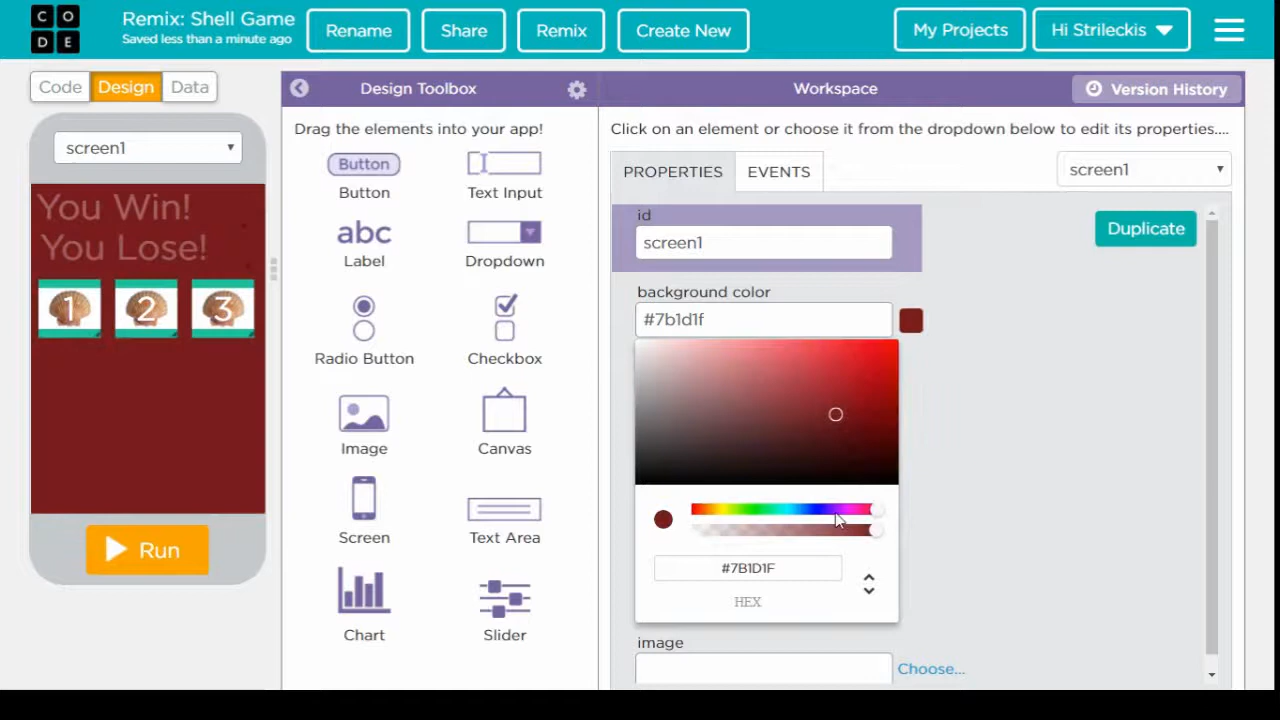 CODE
Remix: Shell Game
Saved less than a minute ago
Rename
Share
Remix
Create New
My Projects
Hi Strileckis
Code
Design
Data
Design Toolbox
Workspace
Version History
screen1
You Win!
You Lose!
1 2 3
Run
Drag the elements into your app!
Button
Button
Text Input
abc
Label
Dropdown
Radio Button
Checkbox
Image
Canvas
Screen
Text Area
Chart
Slider
Click on an element or choose it from the dropdown below to edit its properties....
PROPERTIES
EVENTS
screen1
id
screen1
Duplicate
background color
#7b1d1f
#7B1D1F
HEX
image
Choose...